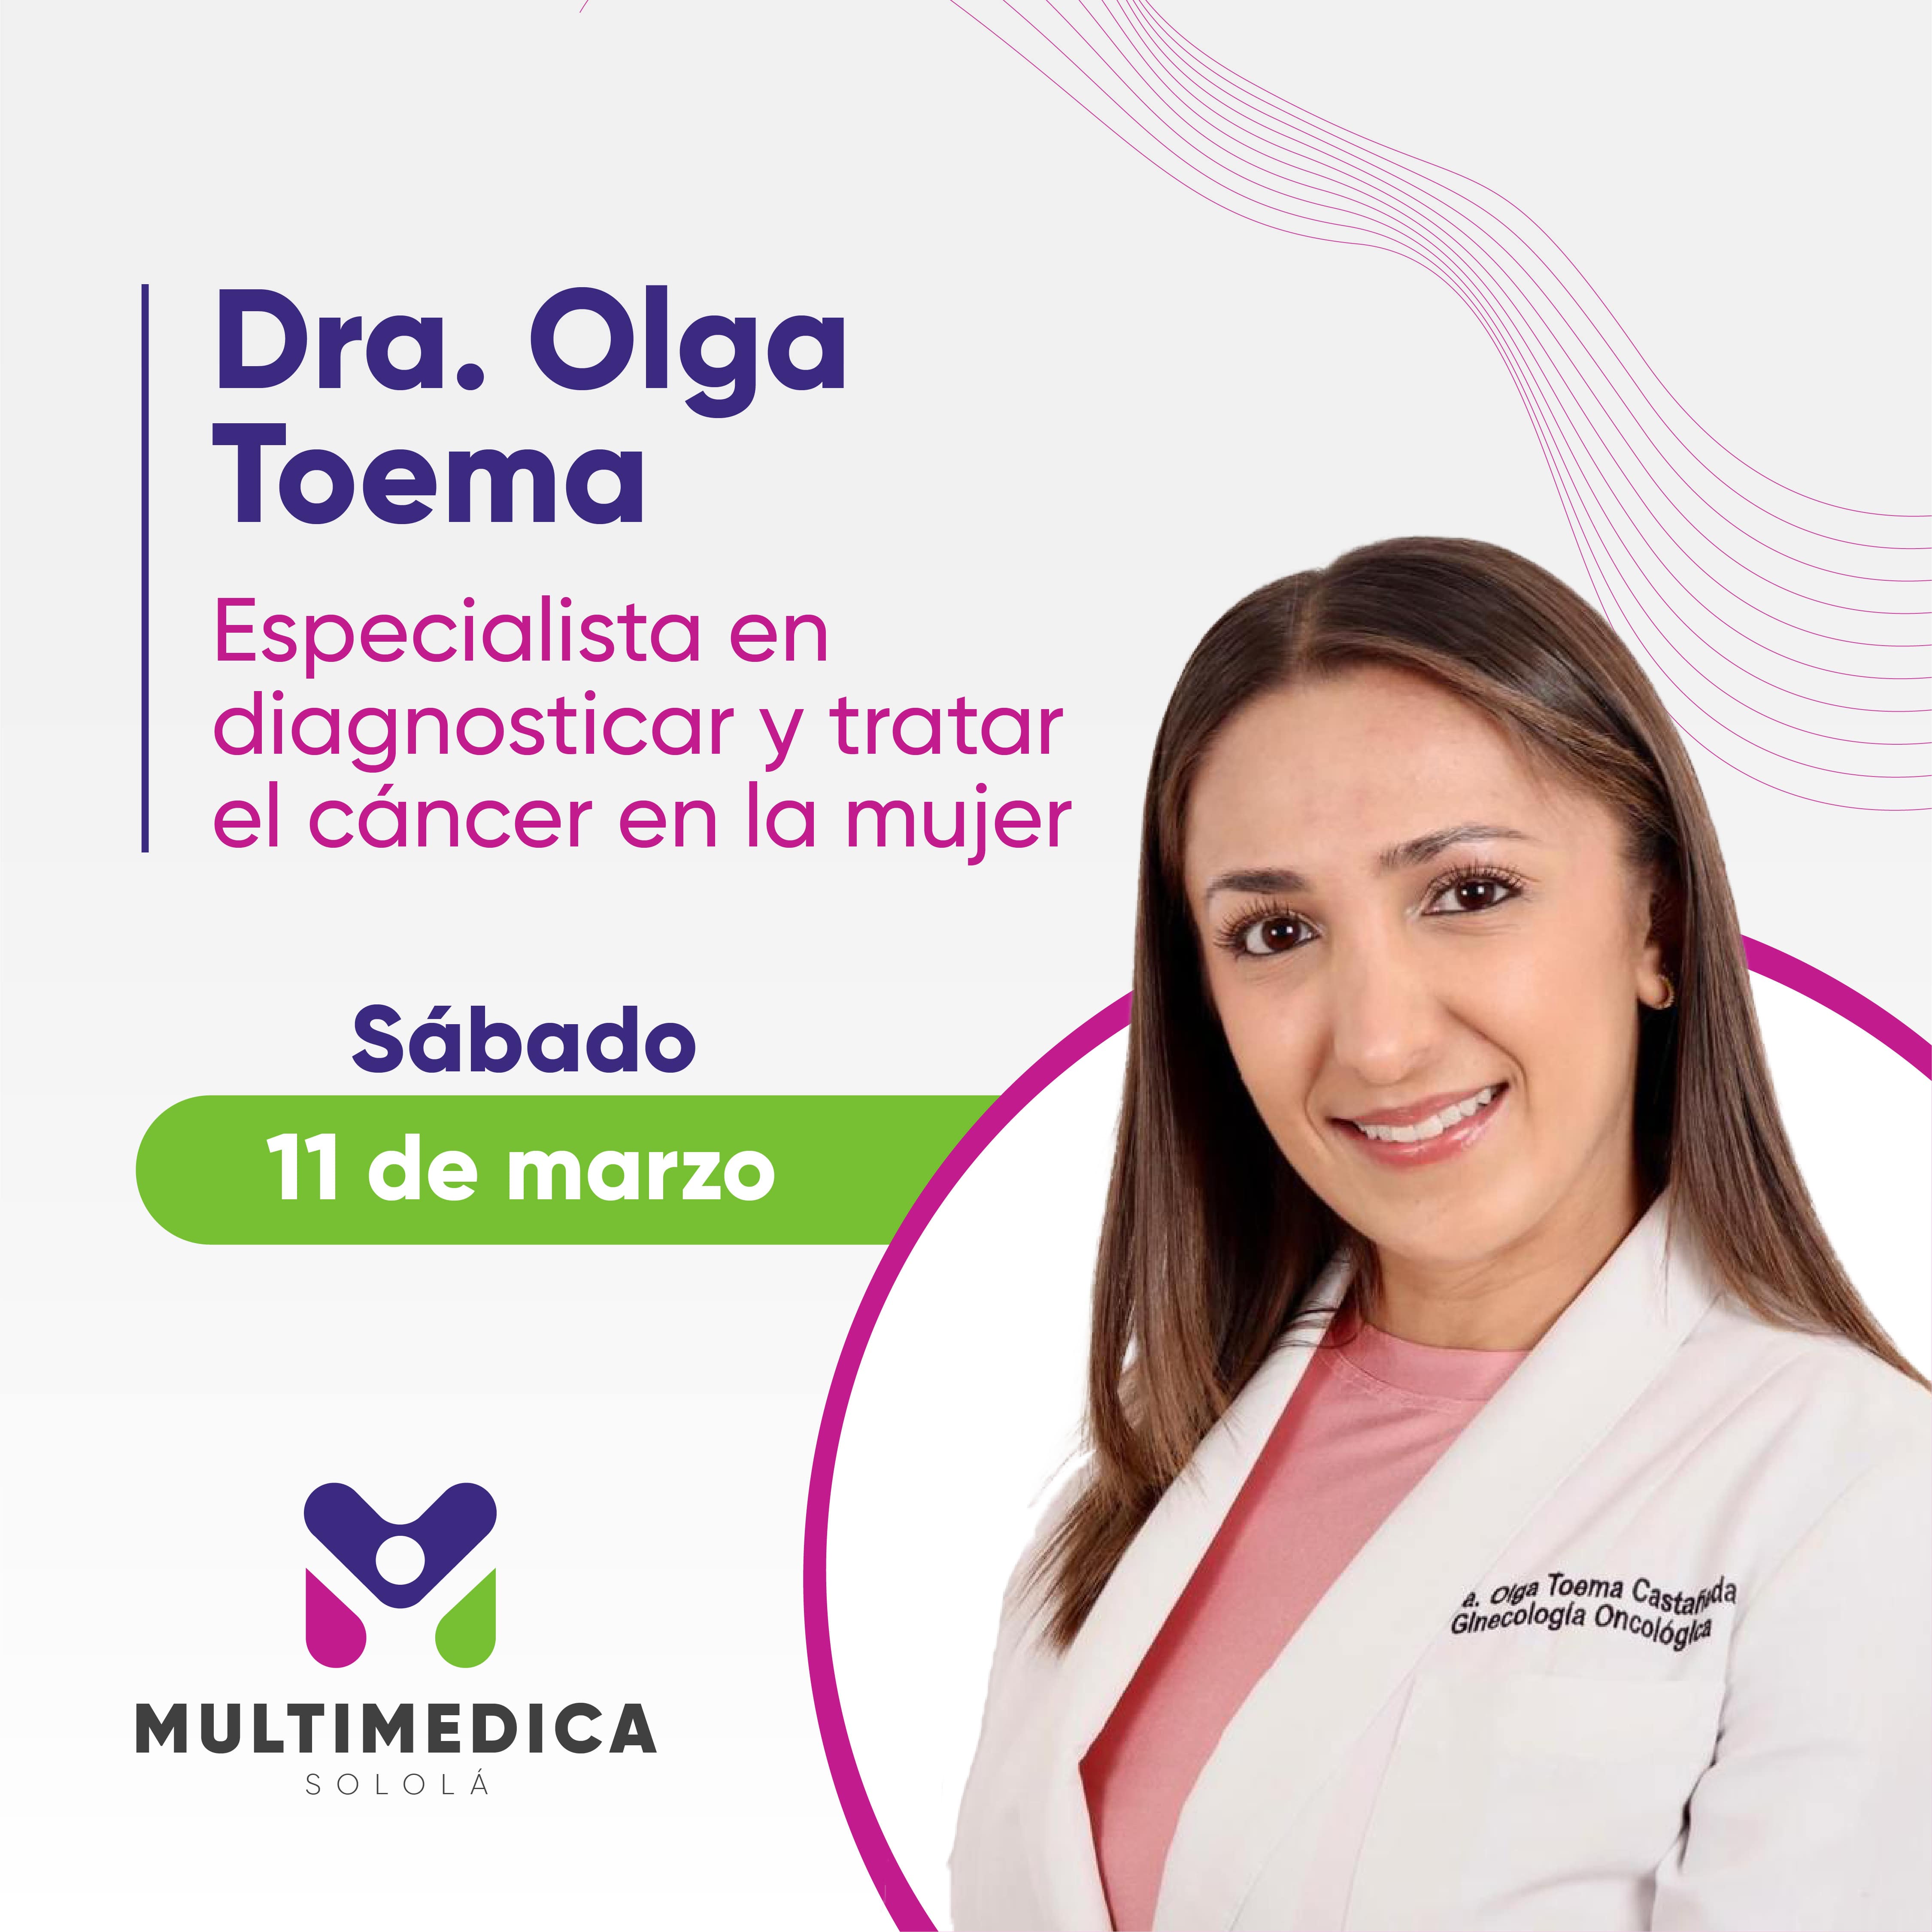 Dra. Olga
Toema
Especialista en
diagnosticar y tratar
el cáncer en la mujer
Sábado
11 de marzo
MULTIMEDICA
SOLOLÁ
a. Olga Toema Castañeda
Ginecología Oncológica